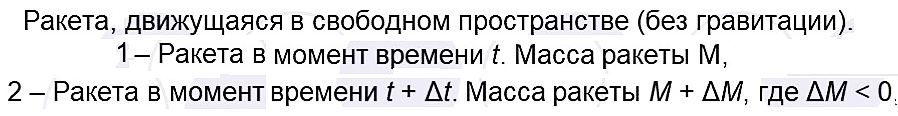 Ракета, движущаяся в свободном пространстве (без гравитации).
1 – Ракета в момент времени t. Масса ракеты М,
2 – Ракета в момент времени t + Δt. Масса ракеты M + ΔM, где ΔM < 0,